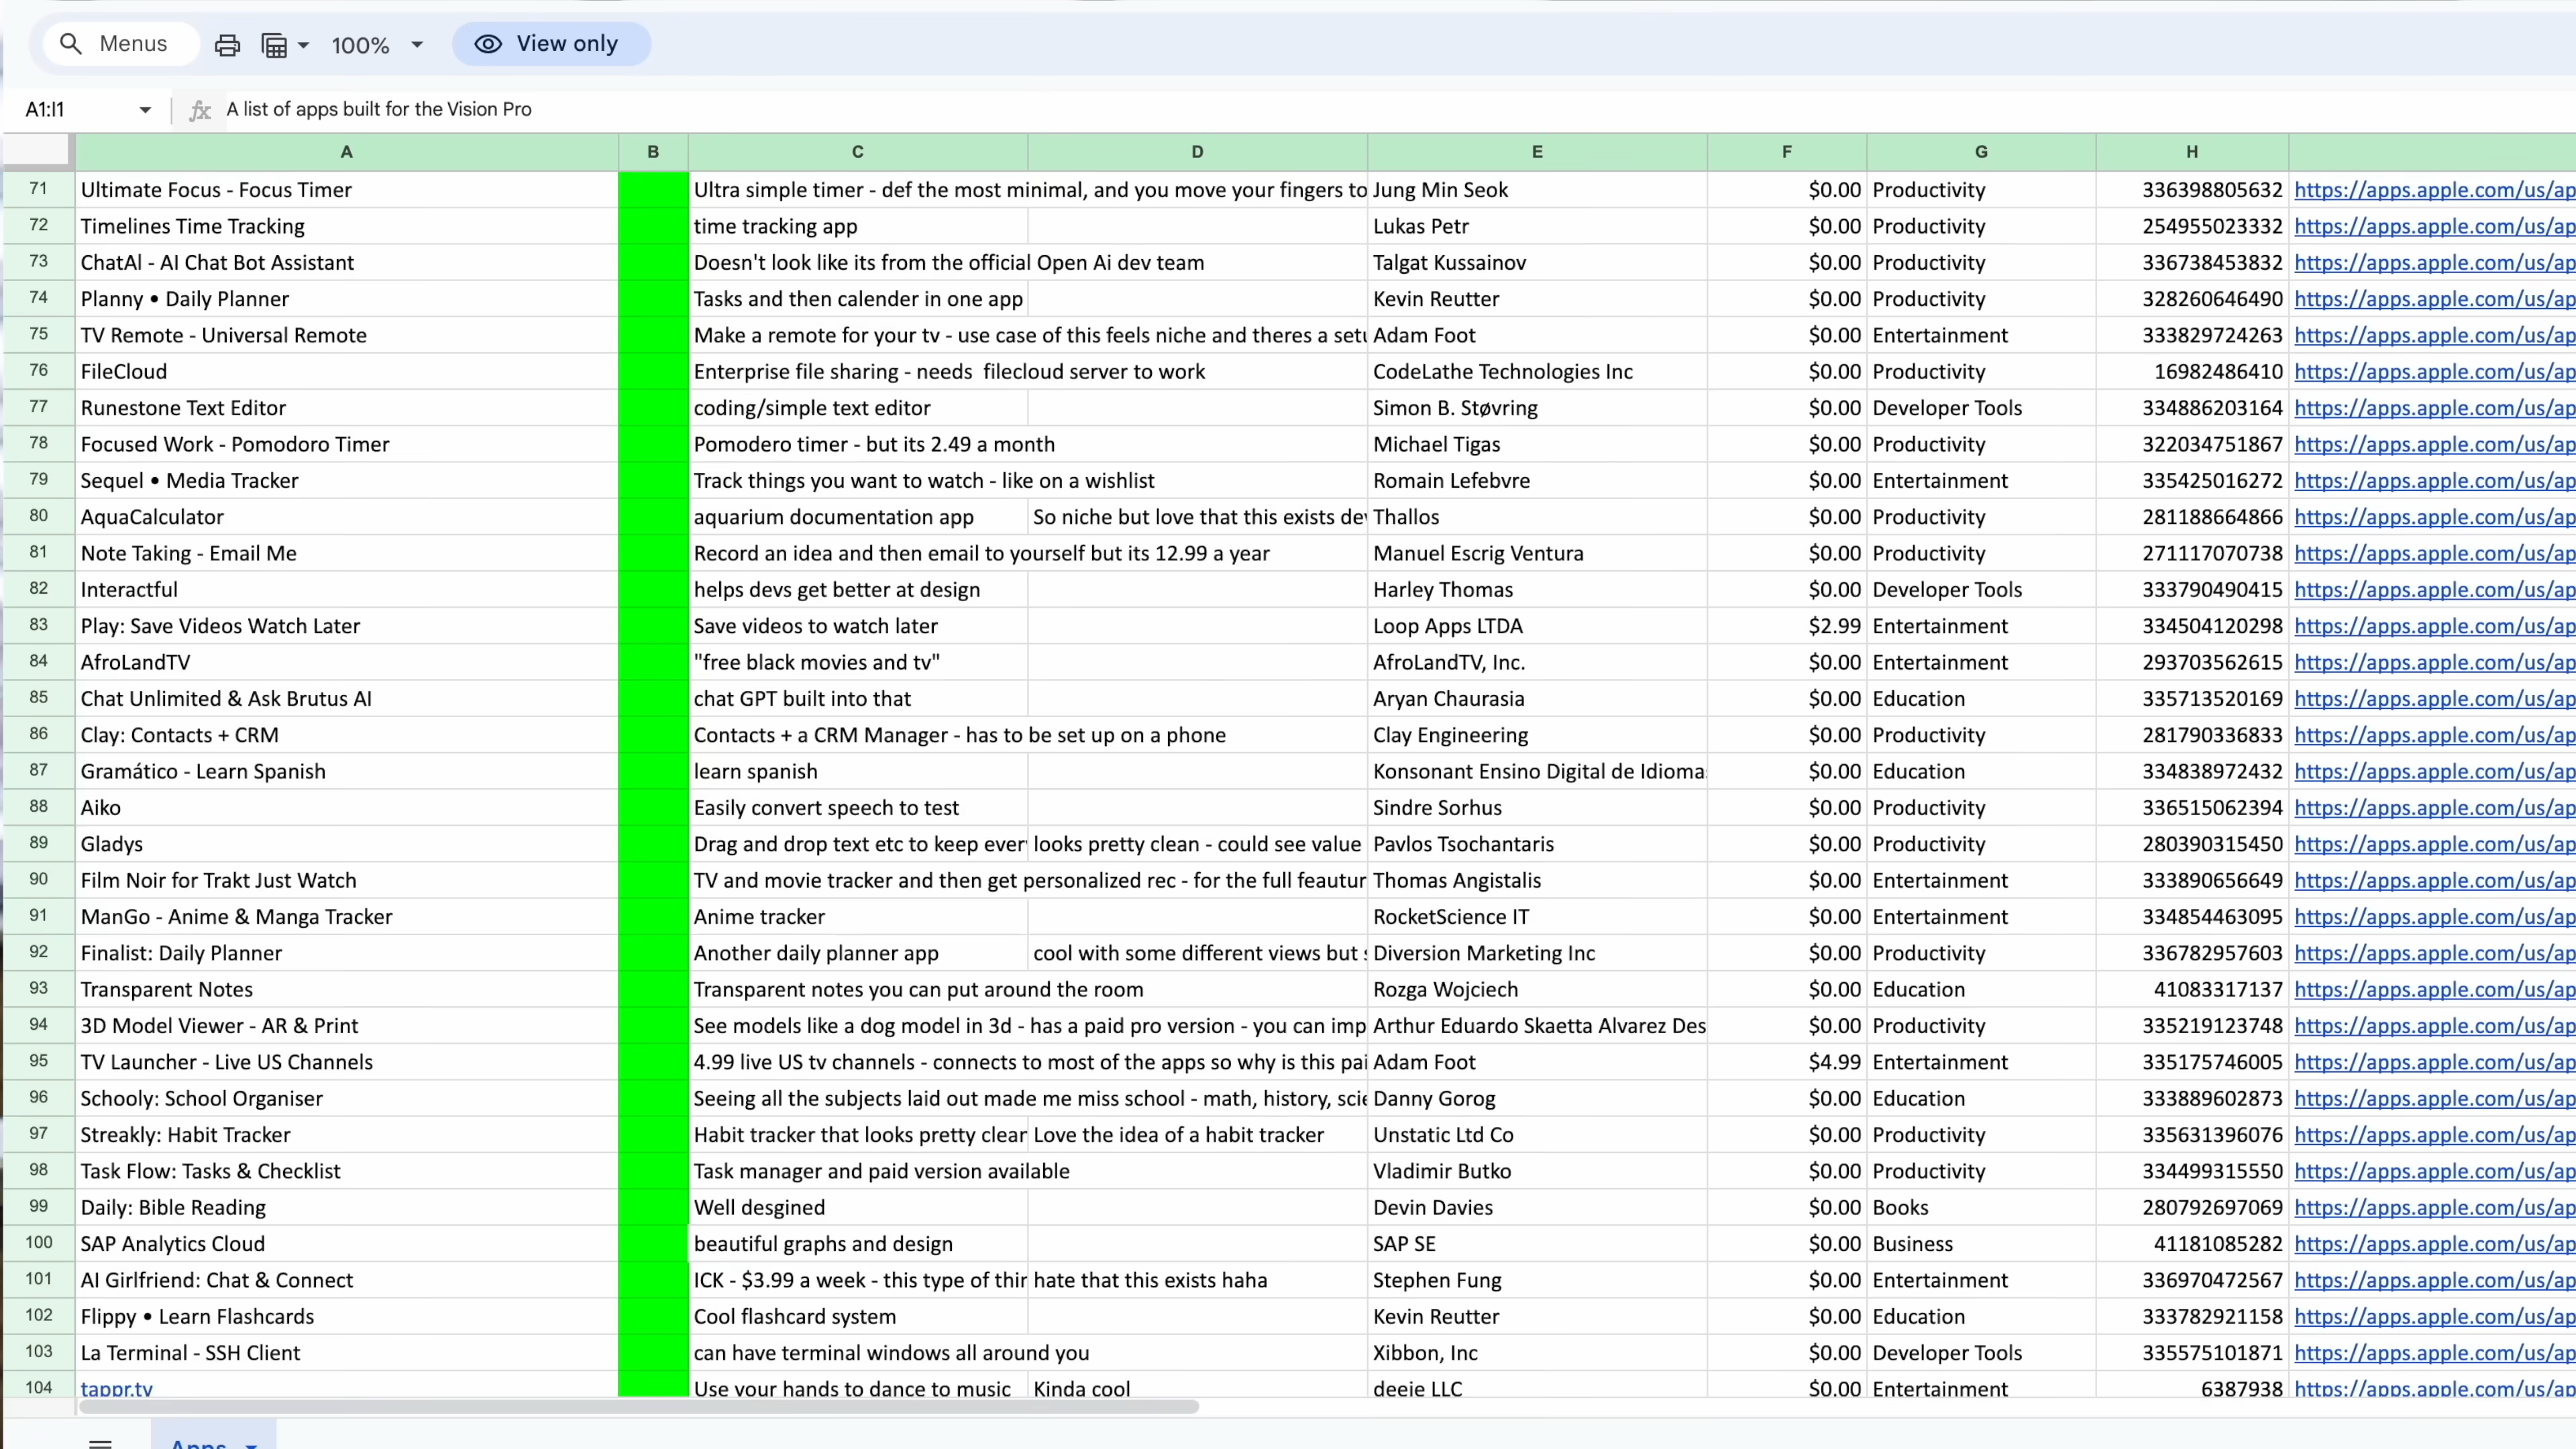 Menus 100% View only
A1:I1 fx A list of apps built for the Vision Pro
A B C D E F G H
71 Ultimate Focus - Focus Timer Ultra simple timer - def the most minimal, and you move your fingers to Jung Min Seok $0.00 Productivity 336398805632 https://apps.apple.com/us/ap
72 Timelines Time Tracking time tracking app Lukas Petr $0.00 Productivity 254955023332 https://apps.apple.com/us/ap
73 ChatAI - AI Chat Bot Assistant Doesn't look like its from the official Open Ai dev team Talgat Kussainov $0.00 Productivity 336738453832 https://apps.apple.com/us/ap
74 Planny • Daily Planner Tasks and then calender in one app Kevin Reutter $0.00 Productivity 328260646490 https://apps.apple.com/us/ap
75 TV Remote - Universal Remote Make a remote for your tv - use case of this feels niche and theres a setu Adam Foot $0.00 Entertainment 333829724263 https://apps.apple.com/us/ap
76 FileCloud Enterprise file sharing - needs  filecloud server to work CodeLathe Technologies Inc $0.00 Productivity 16982486410 https://apps.apple.com/us/ap
77 Runestone Text Editor coding/simple text editor Simon B. Støvring $0.00 Developer Tools 334886203164 https://apps.apple.com/us/ap
78 Focused Work - Pomodoro Timer Pomodero timer - but its 2.49 a month Michael Tigas $0.00 Productivity 322034751867 https://apps.apple.com/us/ap
79 Sequel • Media Tracker Track things you want to watch - like on a wishlist Romain Lefebvre $0.00 Entertainment 335425016272 https://apps.apple.com/us/ap
80 AquaCalculator aquarium documentation app So niche but love that this exists dev Thallos $0.00 Productivity 281188664866 https://apps.apple.com/us/ap
81 Note Taking - Email Me Record an idea and then email to yourself but its 12.99 a year Manuel Escrig Ventura $0.00 Productivity 271117070738 https://apps.apple.com/us/ap
82 Interactful helps devs get better at design Harley Thomas $0.00 Developer Tools 333790490415 https://apps.apple.com/us/ap
83 Play: Save Videos Watch Later Save videos to watch later Loop Apps LTDA $2.99 Entertainment 334504120298 https://apps.apple.com/us/ap
84 AfroLandTV "free black movies and tv" AfroLandTV, Inc. $0.00 Entertainment 293703562615 https://apps.apple.com/us/ap
85 Chat Unlimited & Ask Brutus AI chat GPT built into that Aryan Chaurasia $0.00 Education 335713520169 https://apps.apple.com/us/ap
86 Clay: Contacts + CRM Contacts + a CRM Manager - has to be set up on a phone Clay Engineering $0.00 Productivity 281790336833 https://apps.apple.com/us/ap
87 Gramático - Learn Spanish learn spanish Konsonant Ensino Digital de Idioma $0.00 Education 334838972432 https://apps.apple.com/us/ap
88 Aiko Easily convert speech to test Sindre Sorhus $0.00 Productivity 336515062394 https://apps.apple.com/us/ap
89 Gladys Drag and drop text etc to keep ever looks pretty clean - could see value Pavlos Tsochantaris $0.00 Productivity 280390315450 https://apps.apple.com/us/ap
90 Film Noir for Trakt Just Watch TV and movie tracker and then get personalized rec - for the full feautur Thomas Angistalis $0.00 Entertainment 333890656649 https://apps.apple.com/us/ap
91 ManGo - Anime & Manga Tracker Anime tracker RocketScience IT $0.00 Entertainment 334854463095 https://apps.apple.com/us/ap
92 Finalist: Daily Planner Another daily planner app cool with some different views but s Diversion Marketing Inc $0.00 Productivity 336782957603 https://apps.apple.com/us/ap
93 Transparent Notes Transparent notes you can put around the room Rozga Wojciech $0.00 Education 41083317137 https://apps.apple.com/us/ap
94 3D Model Viewer - AR & Print See models like a dog model in 3d - has a paid pro version - you can imp Arthur Eduardo Skaetta Alvarez Des $0.00 Productivity 335219123748 https://apps.apple.com/us/ap
95 TV Launcher - Live US Channels 4.99 live US tv channels - connects to most of the apps so why is this pai Adam Foot $4.99 Entertainment 335175746005 https://apps.apple.com/us/ap
96 Schooly: School Organiser Seeing all the subjects laid out made me miss school - math, history, scie Danny Gorog $0.00 Education 333889602873 https://apps.apple.com/us/ap
97 Streakly: Habit Tracker Habit tracker that looks pretty clear Love the idea of a habit tracker Unstatic Ltd Co $0.00 Productivity 335631396076 https://apps.apple.com/us/ap
98 Task Flow: Tasks & Checklist Task manager and paid version available Vladimir Butko $0.00 Productivity 334499315550 https://apps.apple.com/us/ap
99 Daily: Bible Reading Well desgined Devin Davies $0.00 Books 280792697069 https://apps.apple.com/us/ap
100 SAP Analytics Cloud beautiful graphs and design SAP SE $0.00 Business 41181085282 https://apps.apple.com/us/ap
101 AI Girlfriend: Chat & Connect ICK - $3.99 a week - this type of thir hate that this exists haha Stephen Fung $0.00 Entertainment 336970472567 https://apps.apple.com/us/ap
102 Flippy • Learn Flashcards Cool flashcard system Kevin Reutter $0.00 Education 333782921158 https://apps.apple.com/us/ap
103 La Terminal - SSH Client can have terminal windows all around you Xibbon, Inc $0.00 Developer Tools 335575101871 https://apps.apple.com/us/ap
104 tappr.tv Use your hands to dance to music Kinda cool deeje LLC $0.00 Entertainment 6387938 https://apps.apple.com/us/ap
Apps